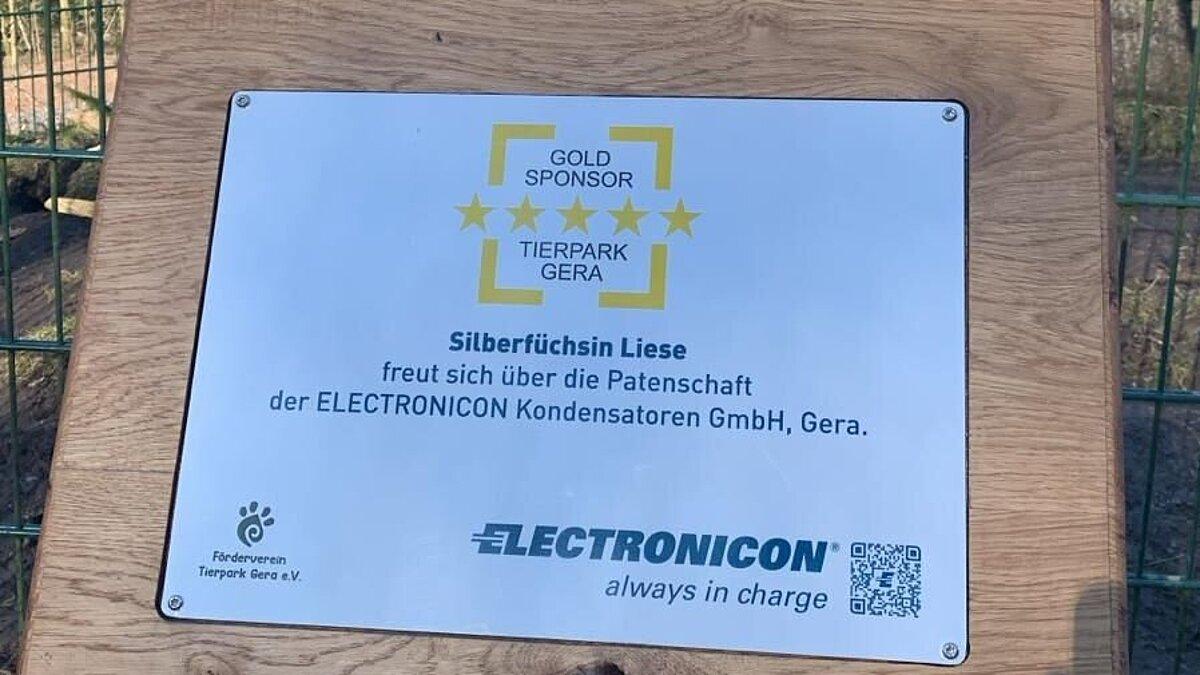 GOLD
SPONSOR
TIERPARK
GERA
Silberfüchsin Liese
freut sich über die Patenschaft
der ELECTRONICON Kondensatoren GmbH, Gera.
Förderverein
Tierpark Gera e.V.
ELECTRONICON®
always in charge